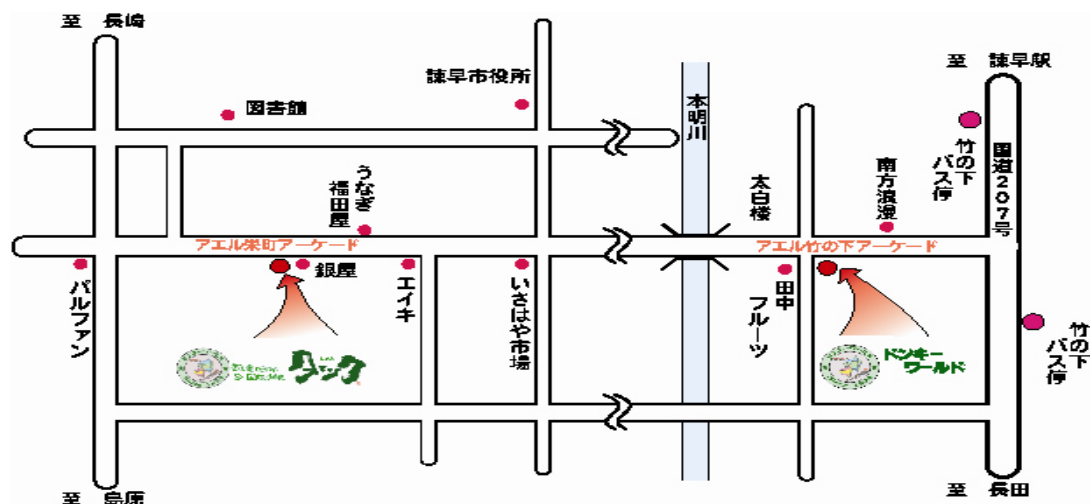 至 長崎
至 諫早駅
諫早市役所
図書館
本明川
竹の下
バス停
国道207号
南方浪漫
太白楼
うなぎ
福田屋
アエル栄町アーケード
アエル竹の下アーケード
パルファン
銀屋
エイキ
いさはや市場
田中
フルーツ
竹の下
バス停
タック
ドンキー
ワールド
至 島原
至 長田